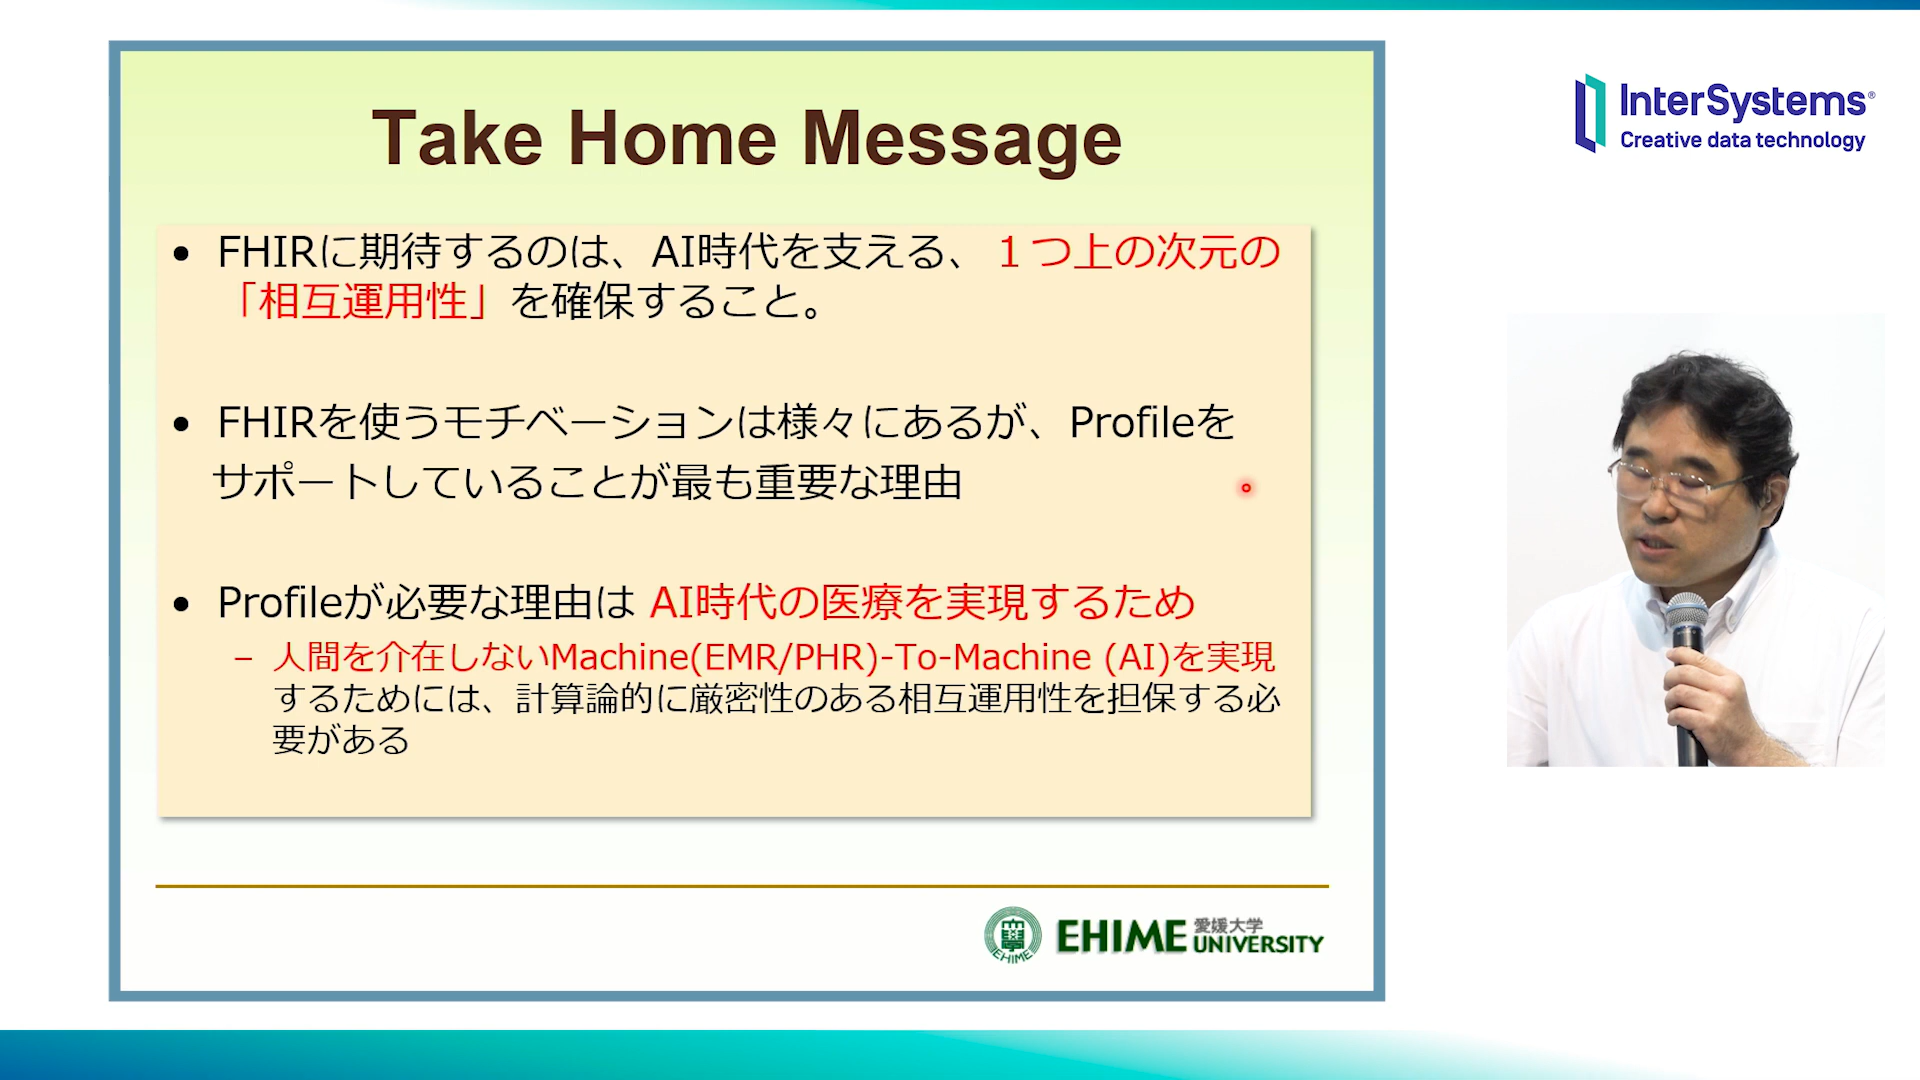 Take Home Message
• FHIRに期待するのは、AI時代を支える、１つ上の次元の
「相互運用性」を確保すること。
• FHIRを使うモチベーションは様々にあるが、Profileを
サポートしていることが最も重要な理由
• Profileが必要な理由は AI時代の医療を実現するため
– 人間を介在しないMachine(EMR/PHR)-To-Machine (AI)を実現
するためには、計算論的に厳密性のある相互運用性を担保する必
要がある
EHIME
愛媛大学
EHIME UNIVERSITY
InterSystems®
Creative data technology